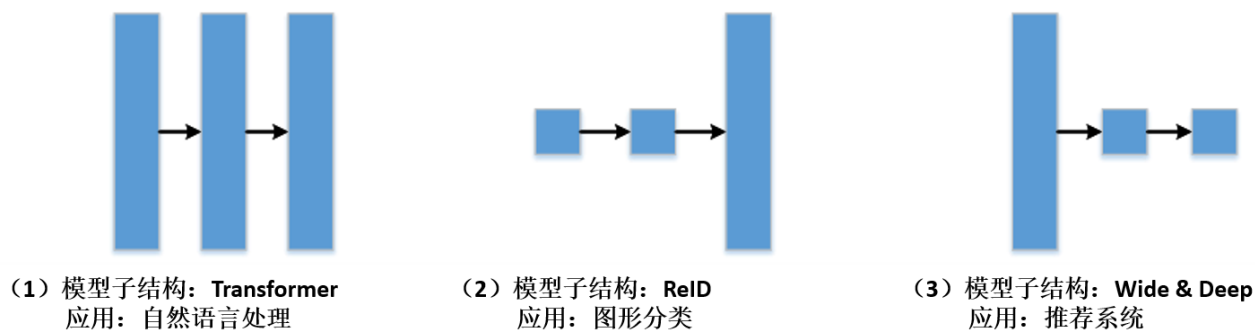 （1）模型子结构：Transformer
应用：自然语言处理
（2）模型子结构：ReID
应用：图形分类
（3）模型子结构：Wide & Deep
应用：推荐系统